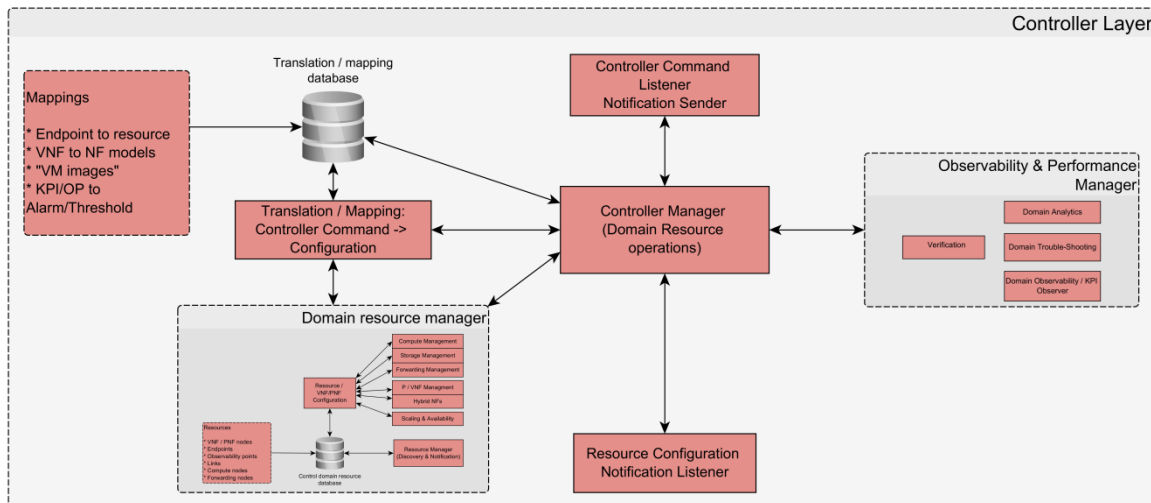 Controller Layer
Mappings
* Endpoint to resource
* VNF to NF models
* "VM images"
* KPI/OP to
Alarm/Threshold
Translation / mapping
database
Controller Command
Listener
Notification Sender
Translation / Mapping:
Controller Command ->
Configuration
Controller Manager
(Domain Resource
operations)
Observability & Performance
Manager
Verification
Domain Analytics
Domain Trouble-Shooting
Domain Observability / KPI
Observer
Domain resource manager
Resource /
VNF/PNF
Configuration
Compute Management
Storage Management
Forwarding Management
P / VNF Managment
Hybrid NFs
Scaling & Availability
Resources
* VNF / PNF nodes
* Endpoints
* Observability points
* Links
* Compute nodes
* Forwarding nodes
Control domain resource
database
Resource Manager
(Discovery & Notification)
Resource Configuration
Notification Listener